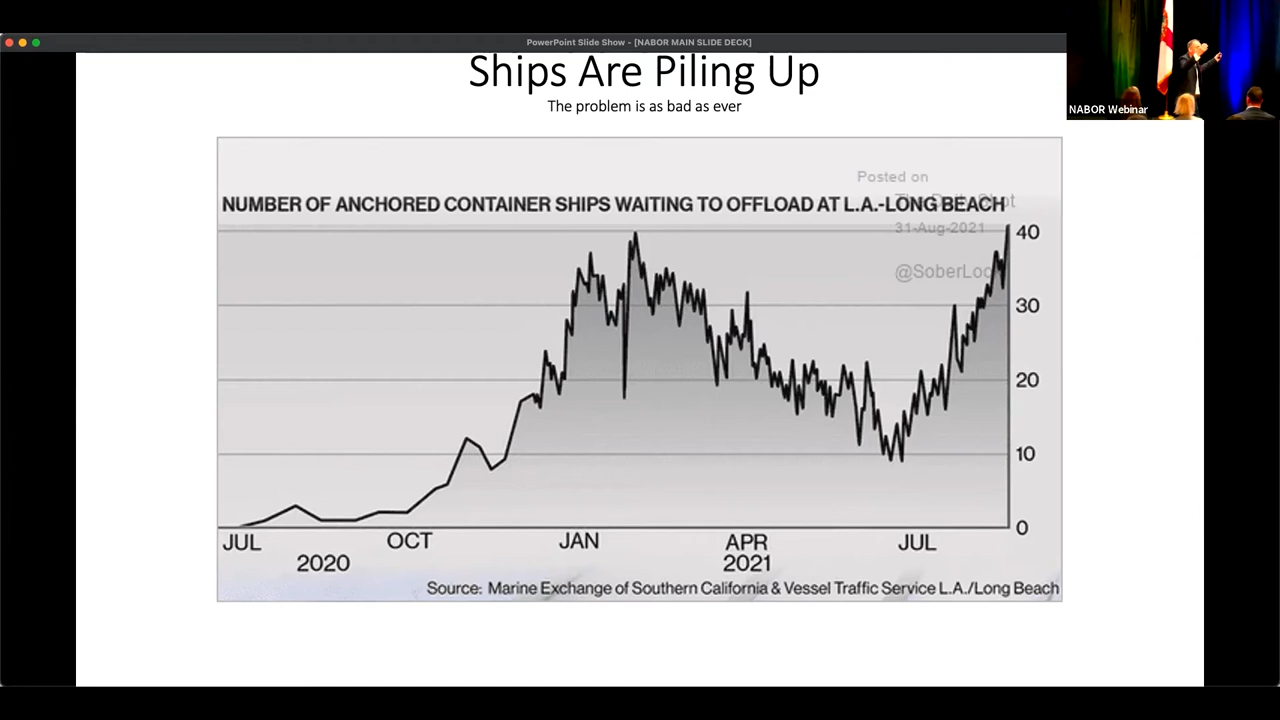 PowerPoint Slide Show - [NABOR MAIN SLIDE DECK]
Ships Are Piling Up
The problem is as bad as ever
NABOR Webinar
Posted on
NUMBER OF ANCHORED CONTAINER SHIPS WAITING TO OFFLOAD AT L.A.-LONG BEACH
31-Aug-2021
40
30
20
10
0
JUL
OCT
JAN
APR
JUL
2020
2021
Source: Marine Exchange of Southern California & Vessel Traffic Service L.A./Long Beach